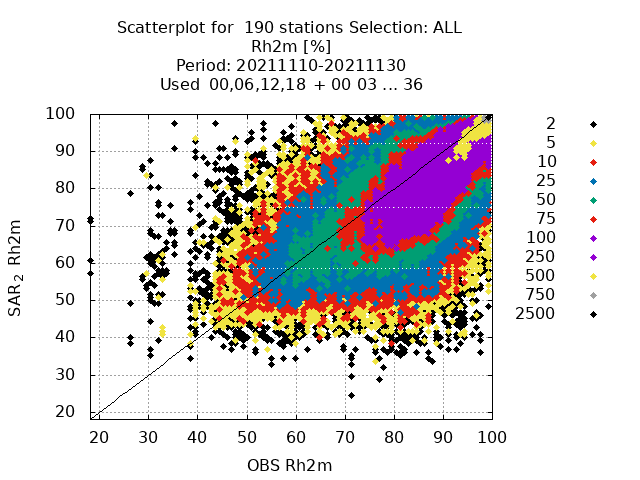 Scatterplot for  190 stations Selection: ALL
Rh2m [%]
Period: 20211110-20211130
Used  00,06,12,18 + 00 03 ... 36
100
90
80
70
60
50
40
30
20
SAR2 Rh2m
20 30 40 50 60 70 80 90 100
OBS Rh2m
2
5
10
25
50
75
100
250
500
750
2500